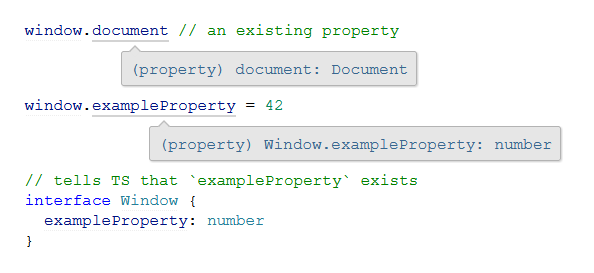 window.document // an existing property
(property) document: Document
window.exampleProperty = 42
(property) Window.exampleProperty: number
// tells TS that `exampleProperty` exists
interface Window {
  exampleProperty: number
}